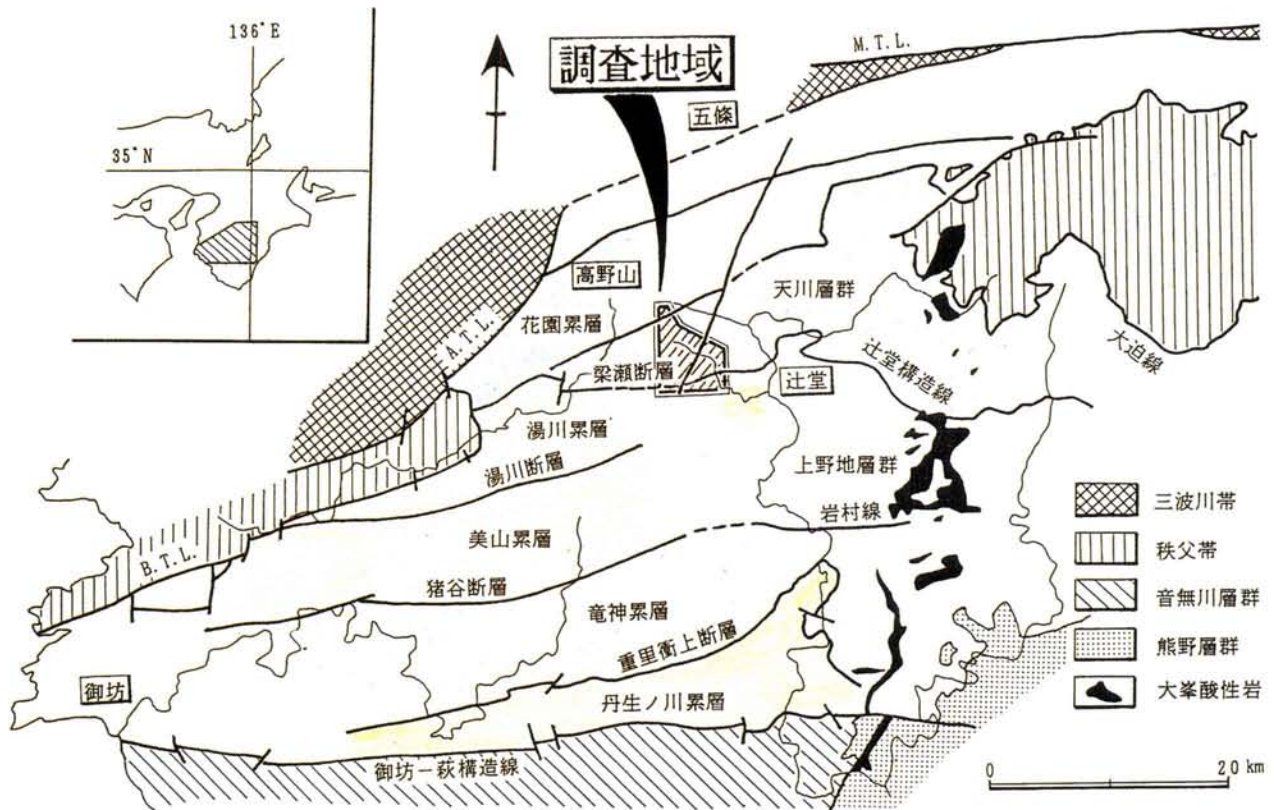 136°E
35°N
M.T.L.
調査地域
五條
高野山
天川層群
A.T.L.
花園累層
大迫線
辻堂構造線
梁瀬断層
辻堂
湯川累層
湯川断層
上野地層群
岩村線
三波川帯
美山累層
秩父帯
B.T.L.
猪谷断層
音無川層群
竜神累層
重里衝上断層
熊野層群
御坊
丹生ノ川累層
大峯酸性岩
御坊－萩構造線
0 20 km